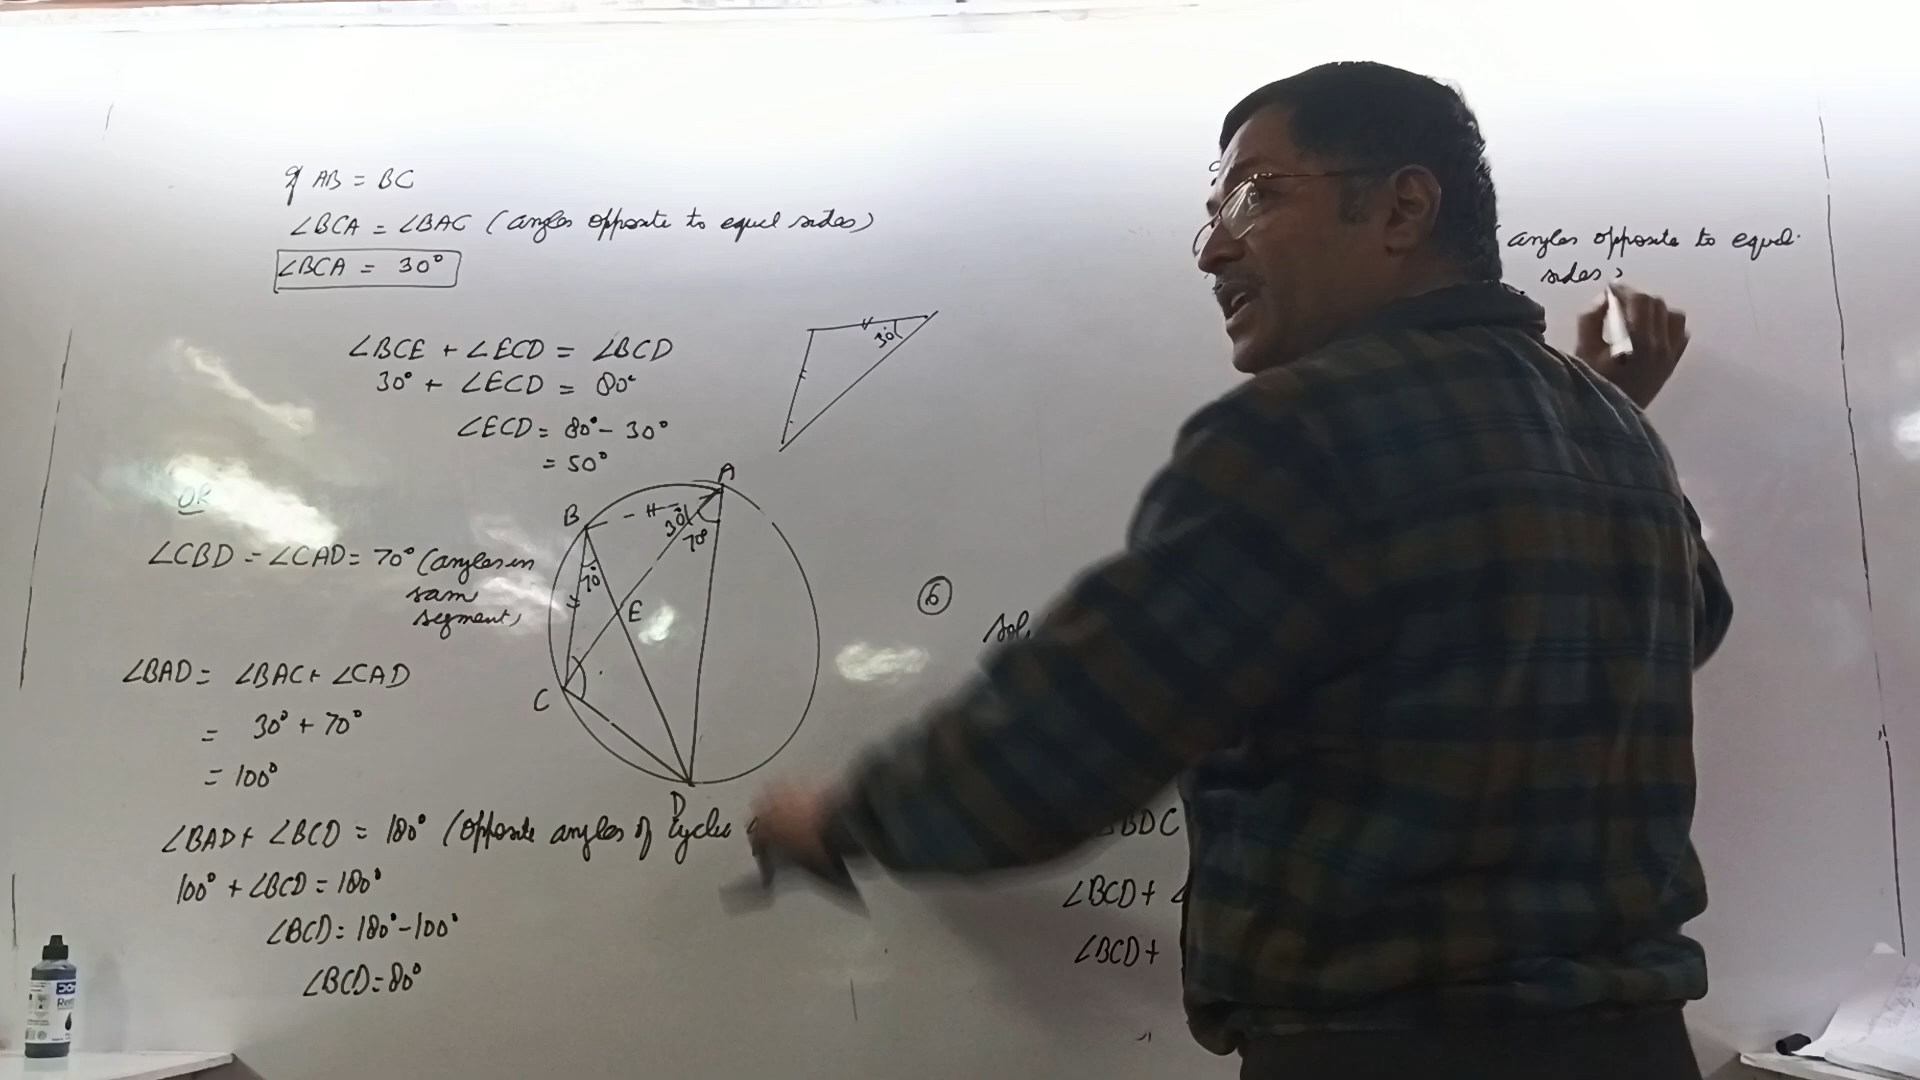 If AB = BC
∠BCA = ∠BAC (angles opposite to equal sides)
∠BCA = 30°
∠BCE + ∠ECD = ∠BCD
30° + ∠ECD = 80°
∠ECD = 80° - 30°
= 50°
30°
OR
∠CBD = ∠CAD = 70° (angles in
sam
segment)
∠BAD = ∠BAC + ∠CAD
= 30° + 70°
= 100°
∠BAD + ∠BCD = 180° (opposite angles of cyclic
100° + ∠BCD = 180°
∠BCD = 180° - 100°
∠BCD = 80°
A
B
30°
70°
70°
E
C
D
6
sol.
angles opposite to equal
sides)
BDC
∠BCD + ∠
∠BCD +